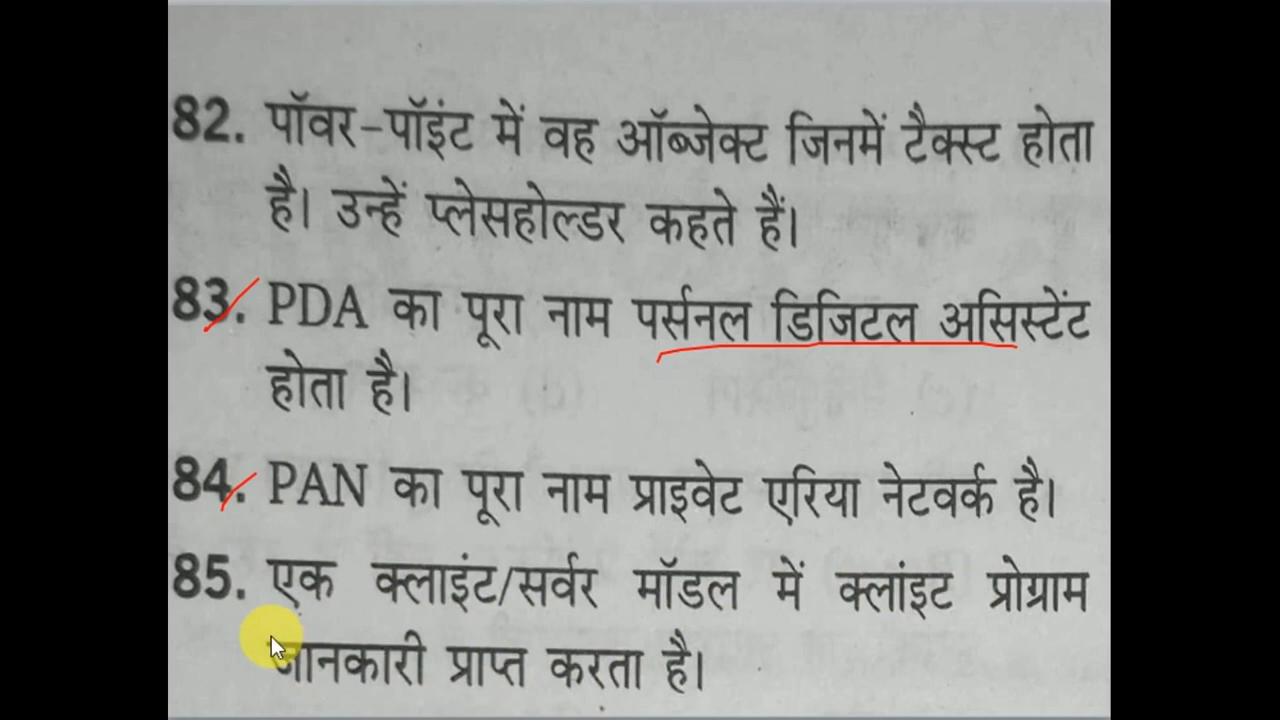 82. पॉवर-पॉइंट में वह ऑब्जेक्ट जिनमें टैक्स्ट होता
है। उन्हें प्लेसहोल्डर कहते हैं।
83. PDA का पूरा नाम पर्सनल डिजिटल असिस्टेंट
होता है।
84. PAN का पूरा नाम प्राइवेट एरिया नेटवर्क है।
85. एक क्लाइंट/सर्वर मॉडल में क्लांइट प्रोग्राम
जानकारी प्राप्त करता है।